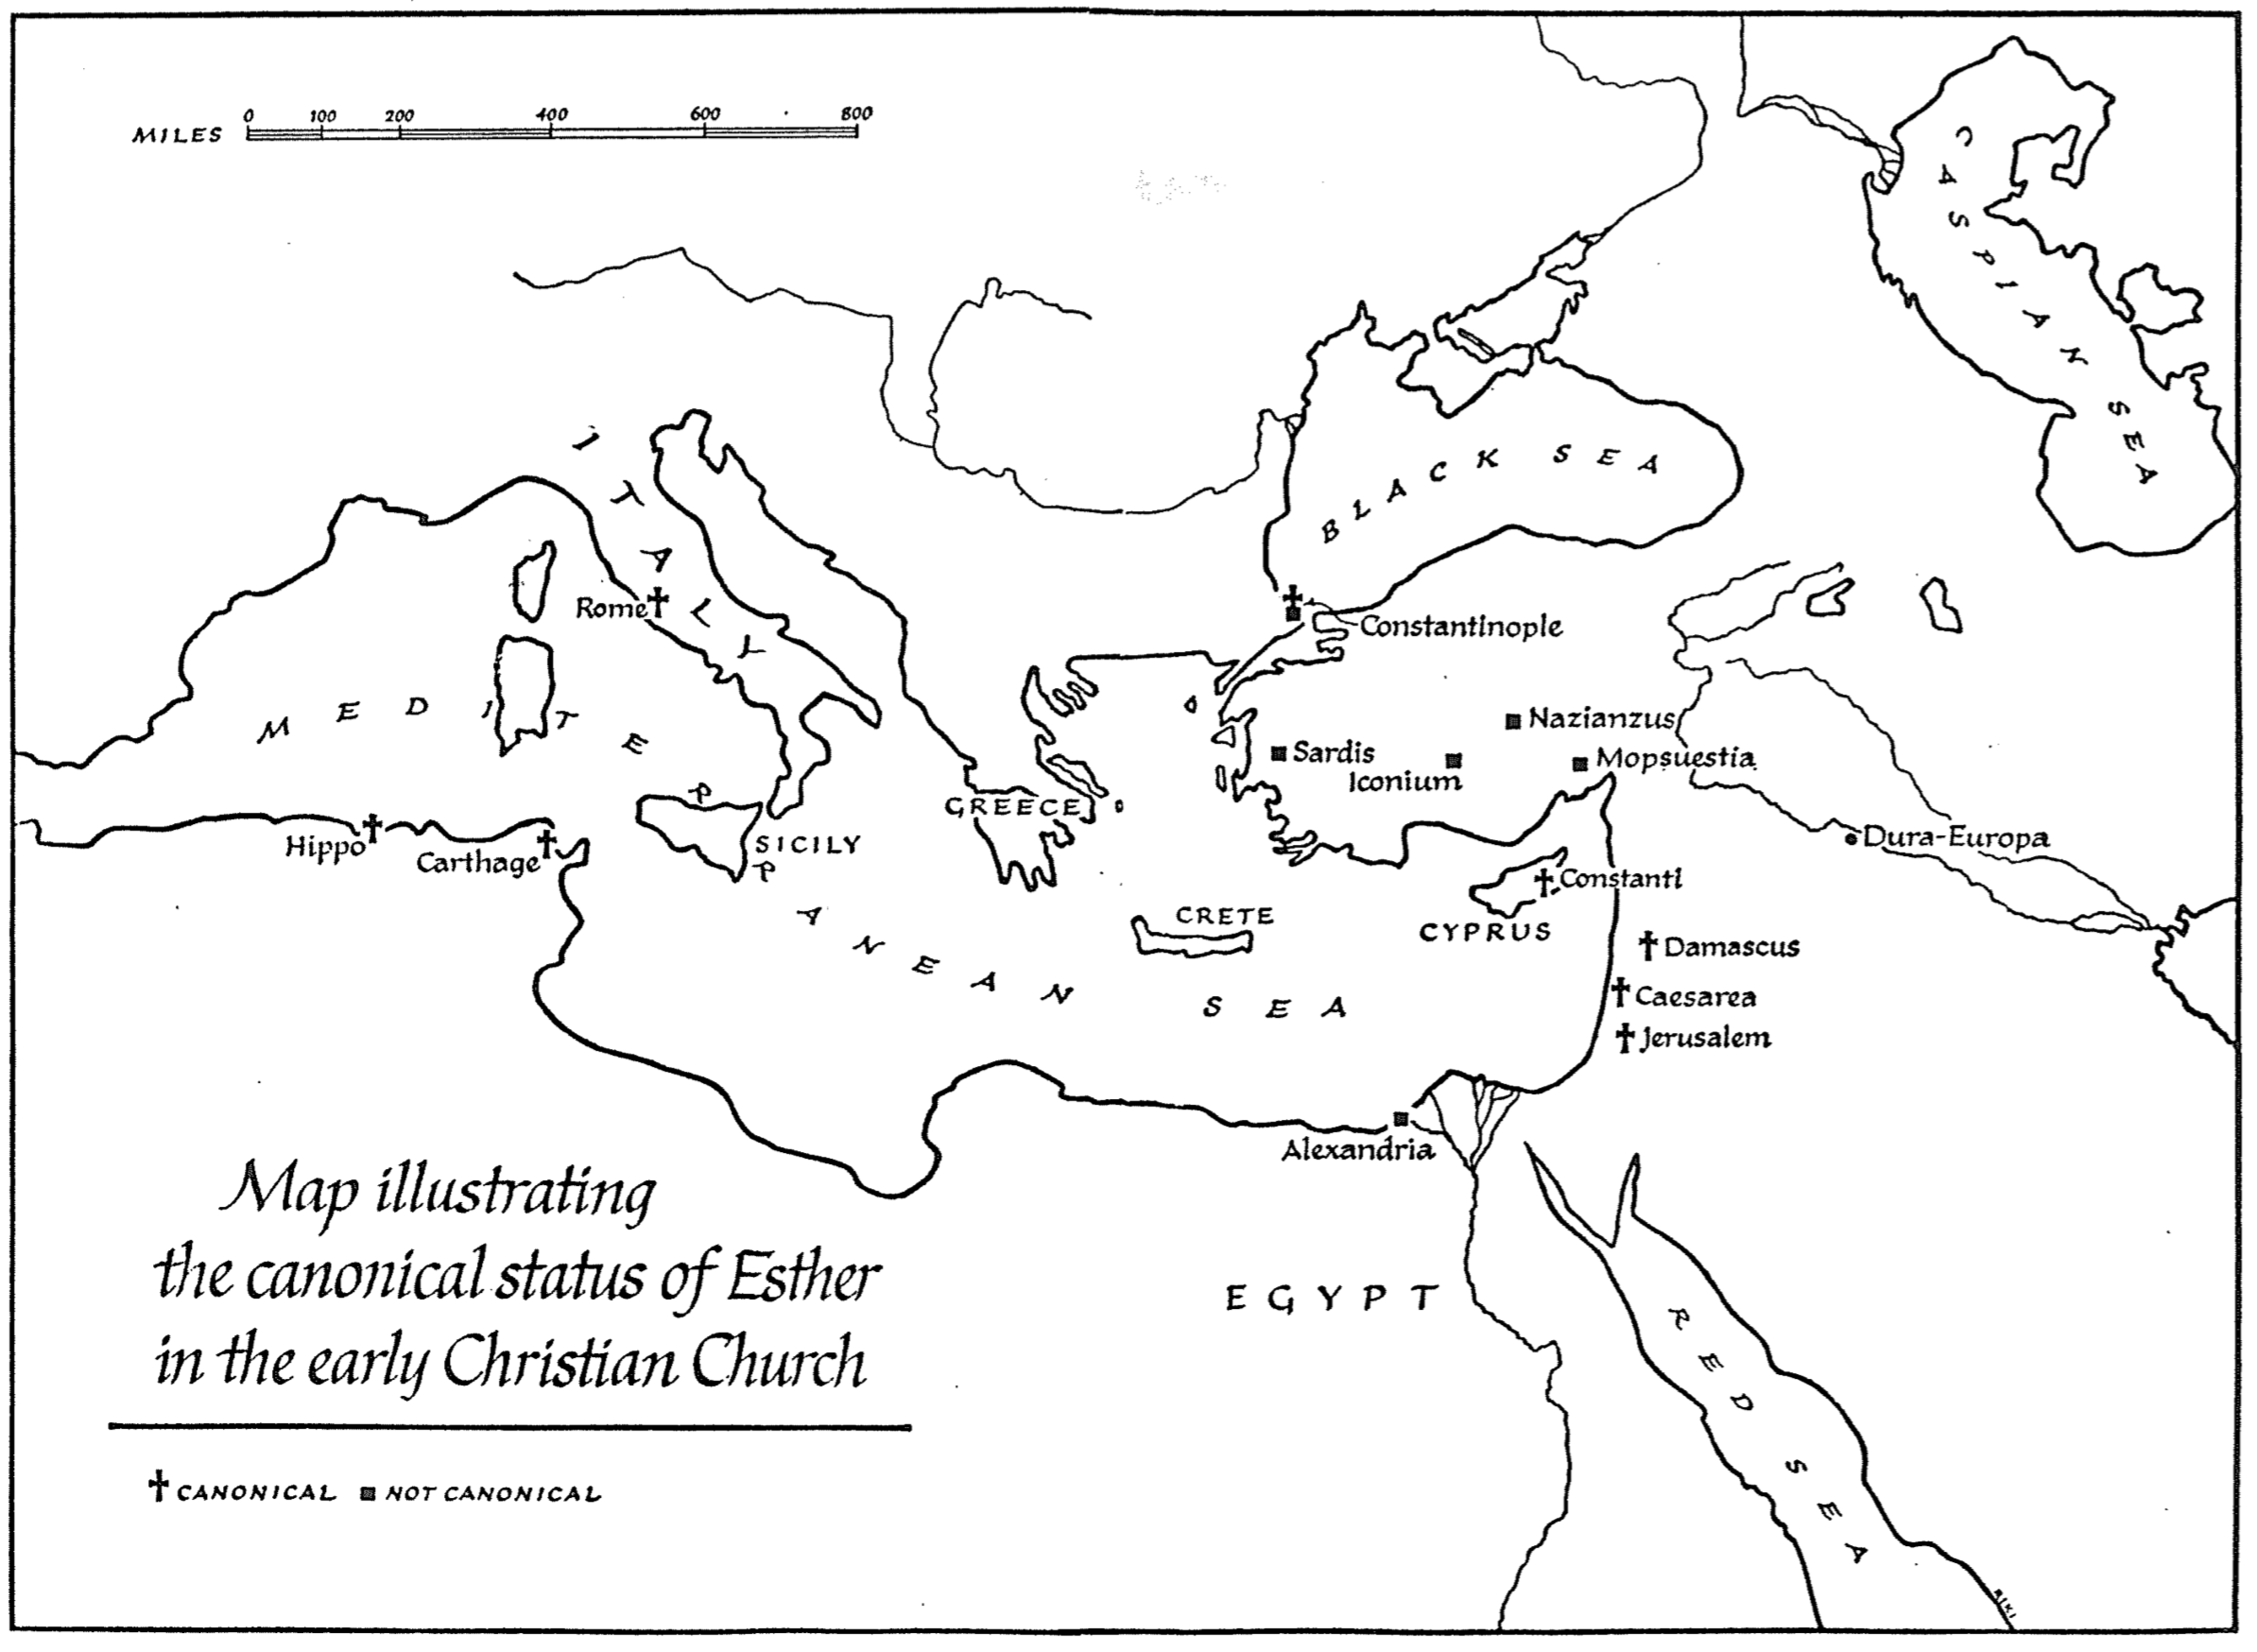 MILES 0 100 200 400 600 800
CASPIAN SEA
ITALY
BLACK SEA
Rome
Constantinople
MEDITERRANEAN SEA
Nazianzus
Sardis
Mopsuestia
Iconium
GREECE
Hippo
Carthage
SICILY
Dura-Europa
Constanti
CRETE
CYPRUS
Damascus
Caesarea
Jerusalem
Alexandria
EGYPT
RED SEA
Map illustrating
the canonical status of Esther
in the early Christian Church
CANONICAL NOT CANONICAL